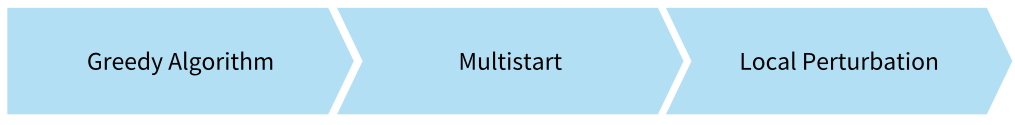 Greedy Algorithm
Multistart
Local Perturbation